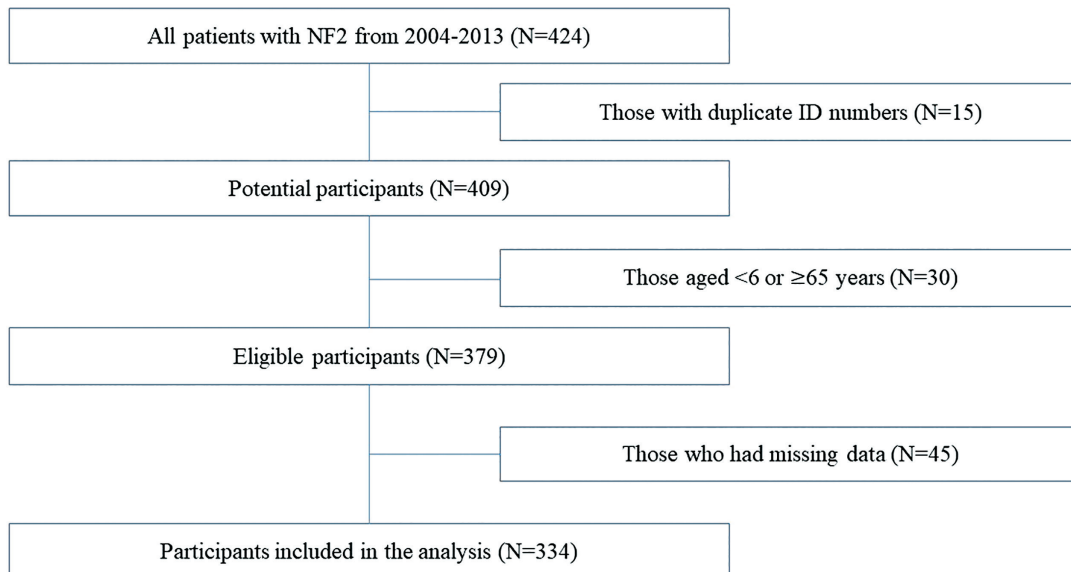 All patients with NF2 from 2004-2013 (N=424)
Those with duplicate ID numbers (N=15)
Potential participants (N=409)
Those aged <6 or ≥65 years (N=30)
Eligible participants (N=379)
Those who had missing data (N=45)
Participants included in the analysis (N=334)